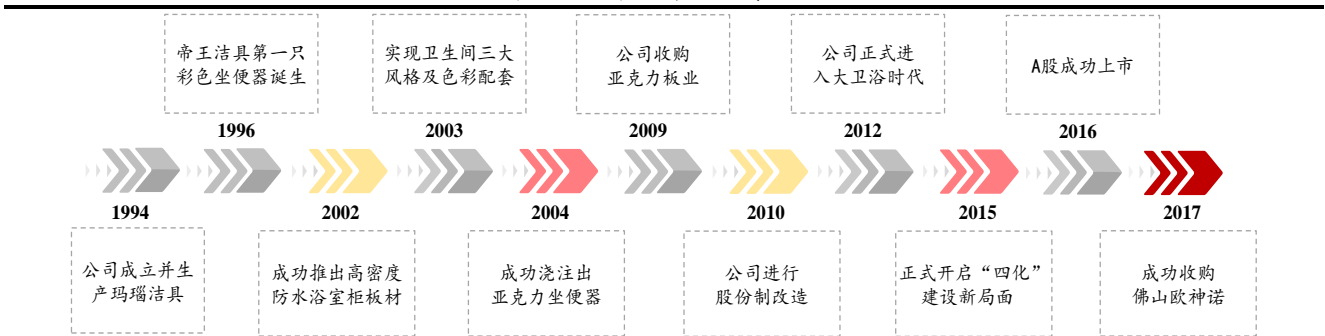 帝王洁具第一只
彩色坐便器诞生
实现卫生间三大
风格及色彩配套
公司收购
亚克力板业
公司正式进
入大卫浴时代
A股成功上市
1996
2003
2009
2012
2016
1994
2002
2004
2010
2015
2017
公司成立并生
产玛瑙洁具
成功推出高密度
防水浴室柜板材
成功浇注出
亚克力坐便器
公司进行
股份制改造
正式开启“四化”
建设新局面
成功收购
佛山欧神诺